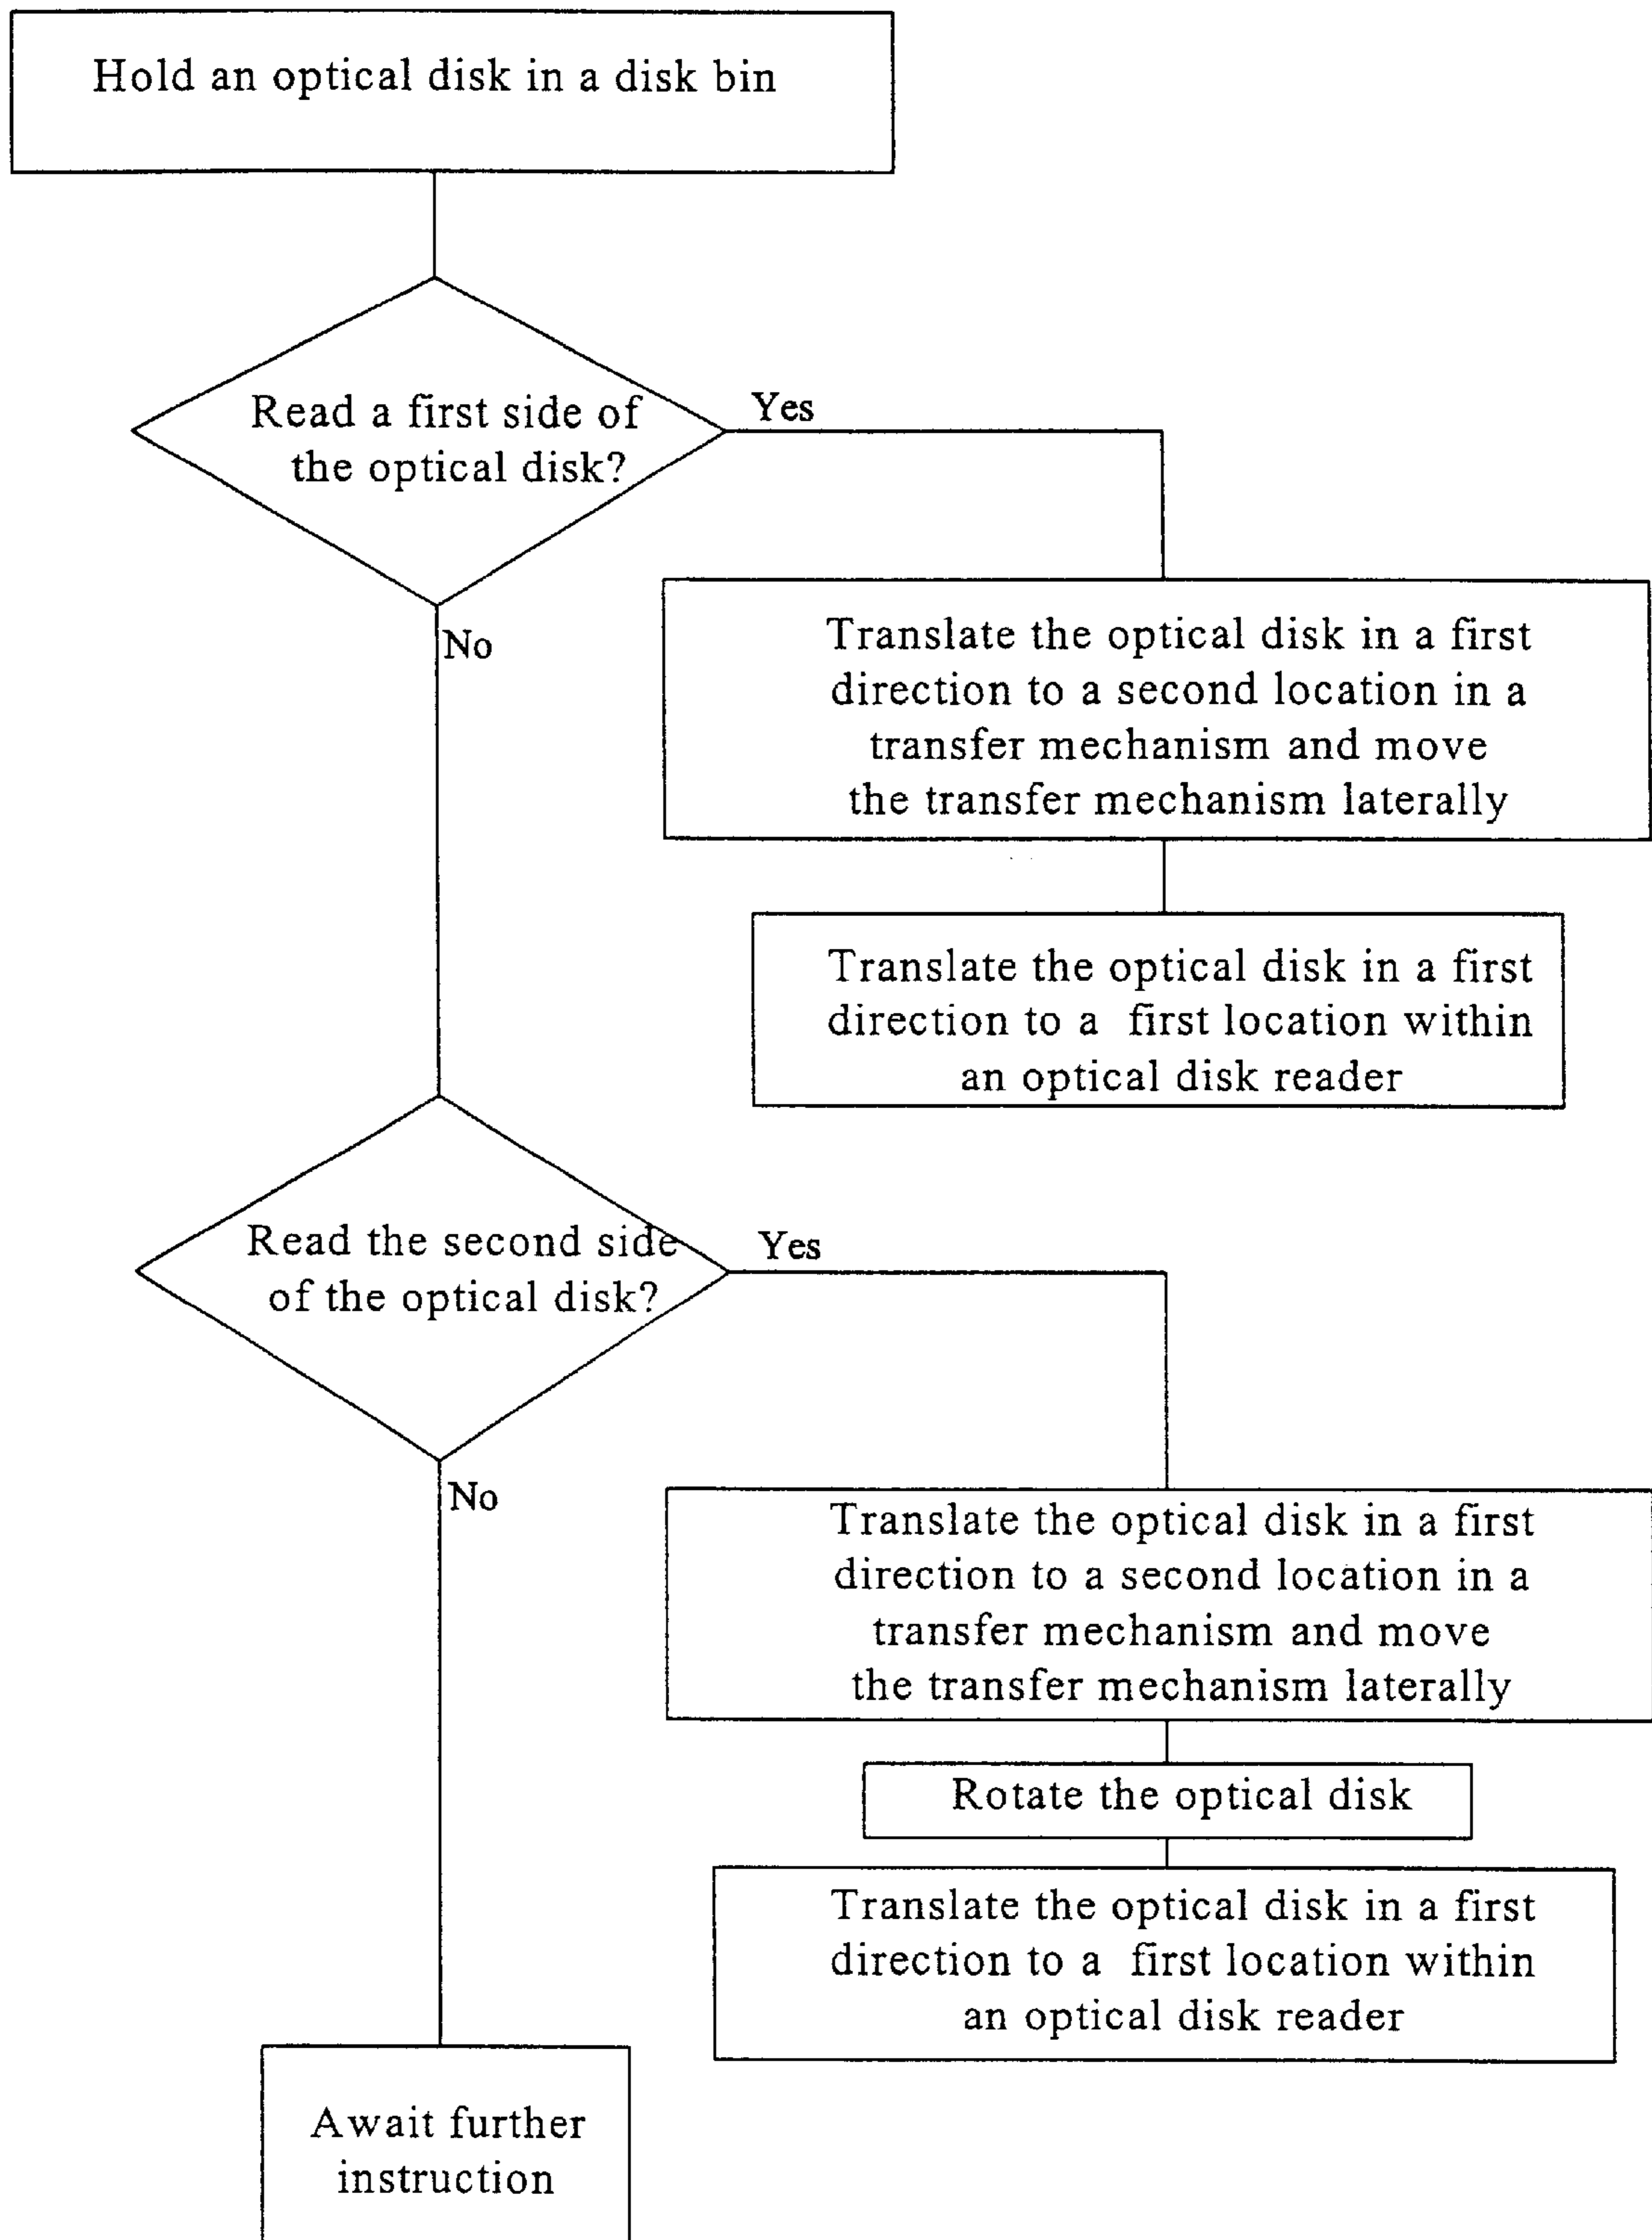 Hold an optical disk in a disk bin
Read a first side of
the optical disk?
Yes
No
Translate the optical disk in a first
direction to a second location in a
transfer mechanism and move
the transfer mechanism laterally
Translate the optical disk in a first
direction to a first location within
an optical disk reader
Read the second side
of the optical disk?
Yes
No
Translate the optical disk in a first
direction to a second location in a
transfer mechanism and move
the transfer mechanism laterally
Rotate the optical disk
Translate the optical disk in a first
direction to a first location within
an optical disk reader
Await further
instruction